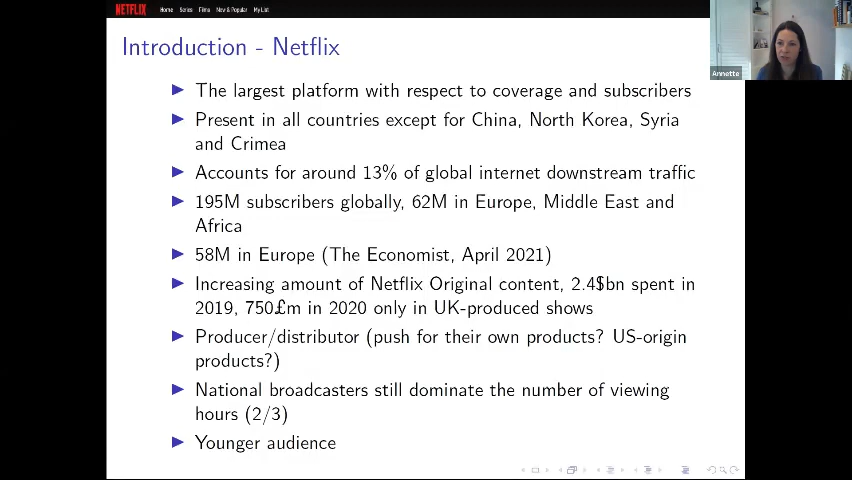 NETFLIX Home Series Films New & Popular My List
Introduction - Netflix
Annette
The largest platform with respect to coverage and subscribers
Present in all countries except for China, North Korea, Syria
and Crimea
Accounts for around 13% of global internet downstream traffic
195M subscribers globally, 62M in Europe, Middle East and
Africa
58M in Europe (The Economist, April 2021)
Increasing amount of Netflix Original content, 2.4$bn spent in
2019, 750£m in 2020 only in UK-produced shows
Producer/distributor (push for their own products? US-origin
products?)
National broadcasters still dominate the number of viewing
hours (2/3)
Younger audience